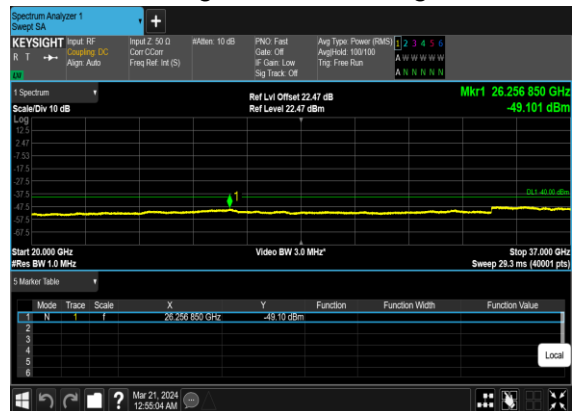 Spectrum Analyzer 1
Swept SA
KEYSIGHT
R T
Input: RF
Coupling: DC
Align: Auto
Input Z: 50 Ω
Corr CCorr
Freq Ref: Int (S)
#Atten: 10 dB
PNO: Fast
Gate: Off
IF Gain: Low
Sig Track: Off
Avg Type: Power (RMS)
Avg|Hold: 100/100
Trig: Free Run
1 2 3 4 5 6
A W W W W W
A N N N N N
1 Spectrum
Scale/Div 10 dB
Ref Lvl Offset 22.47 dB
Ref Level 22.47 dBm
Mkr1 26.256 850 GHz
-49.101 dBm
Log
12.5
2.47
-7.53
-17.5
-27.5
-37.5
-47.5
-57.5
-67.5
1
DL1 -40.00 dBm
Start 20.000 GHz
#Res BW 1.0 MHz
Video BW 3.0 MHz*
Stop 37.000 GHz
Sweep 29.3 ms (40001 pts)
5 Marker Table
Mode Trace Scale X Y Function Function Width Function Value
1 N 1 f 26.256 850 GHz -49.10 dBm
2
3
4
5
6
Local
? Mar 21, 2024
12:55:04 AM